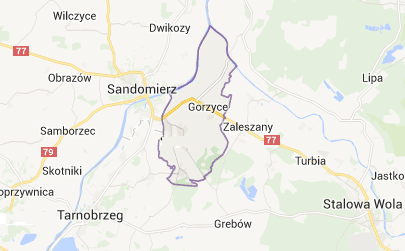 Wilczyce
Dwikozy
77
Obrazów
Lipa
Sandomierz
Gorzyce
Zaleszany
Samborzec
77
79
Turbia
Skotniki
Jastko
oprzywnica
Stalowa Wola
Tarnobrzeg
Grebów